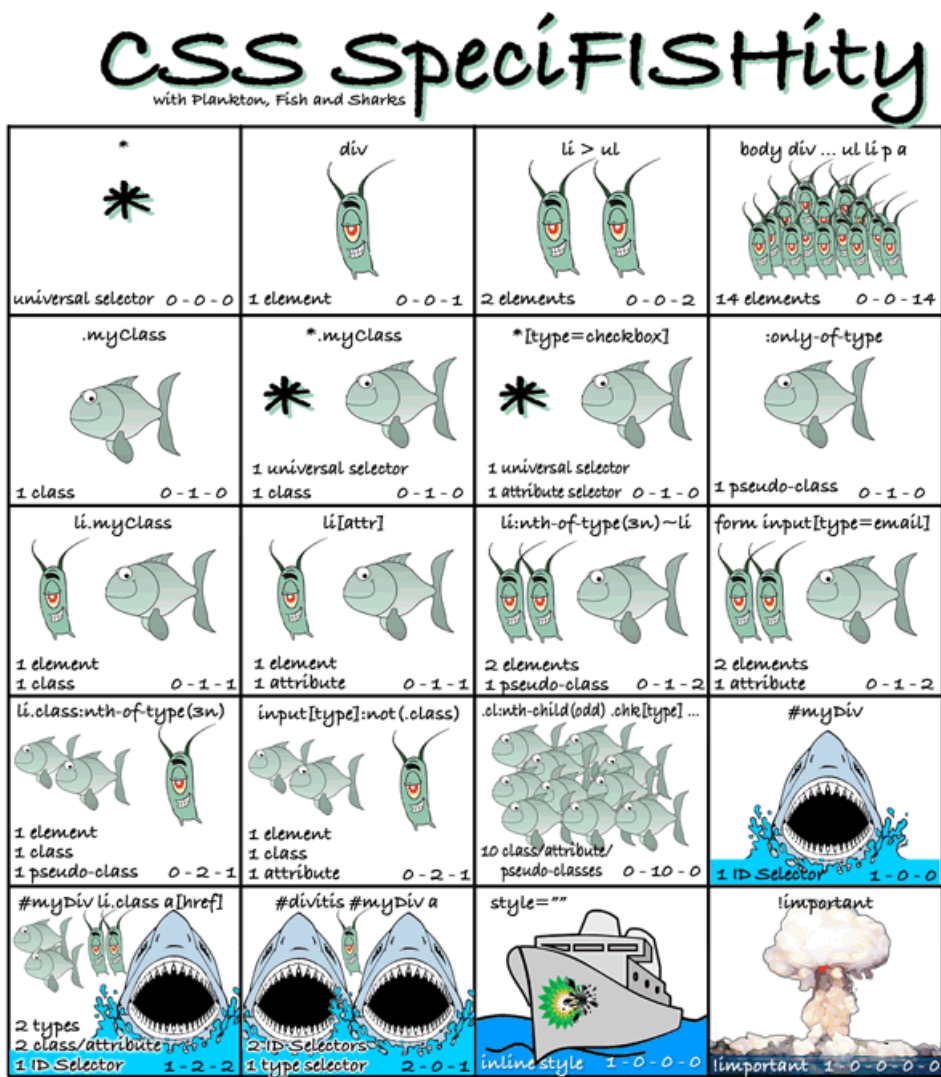 CSS SpeciFISHity
with Plankton, Fish and Sharks
*
universal selector 0-0-0
div
1 element 0-0-1
li > ul
2 elements 0-0-2
body div ... ul li p a
14 elements 0-0-14
.myClass
1 class 0-1-0
*.myClass
1 universal selector
1 class 0-1-0
*[type=checkbox]
1 universal selector
1 attribute selector 0-1-0
:only-of-type
1 pseudo-class 0-1-0
li.myClass
1 element
1 class 0-1-1
li[attr]
1 element
1 attribute 0-1-1
li:nth-of-type(3n)~li
2 elements
1 pseudo-class 0-1-2
form input[type=email]
2 elements
1 attribute 0-1-2
li.class:nth-of-type(3n)
1 element
1 class
1 pseudo-class 0-2-1
input[type]:not(.class)
1 element
1 class
1 attribute 0-2-1
.cl:nth-child(odd) .chk[type] ...
10 class/attribute/
pseudo-classes 0-10-0
#myDiv
1 ID Selector 1-0-0
#myDiv li.class a[href]
2 types
2 class/attribute
1 ID Selector 1-2-2
#divitis #myDiv a
2 ID Selectors
1 type selector 2-0-1
style=""
inline style 1-0-0-0
!important
!important 1-0-0-0-0